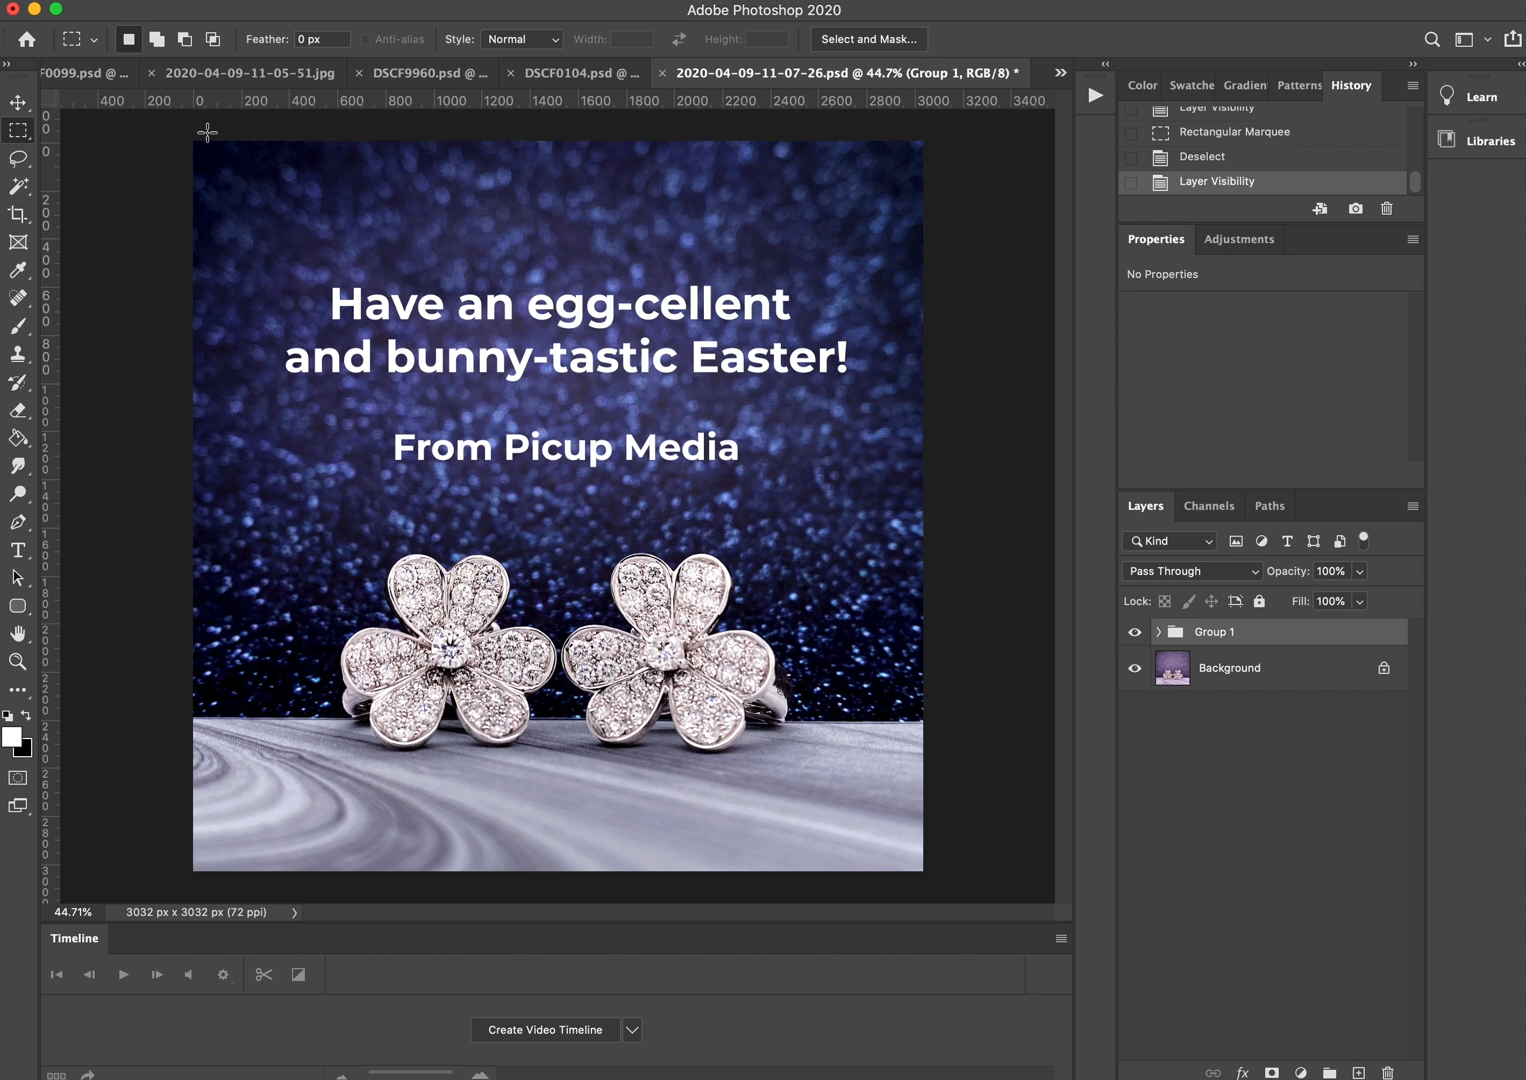 Adobe Photoshop 2020
Feather: 0 px Anti-alias Style: Normal Width: Height: Select and Mask...
F0099.psd @ ... 2020-04-09-11-05-51.jpg DSCF9960.psd @ ... DSCF0104.psd @ ... 2020-04-09-11-07-26.psd @ 44.7% (Group 1, RGB/8) *
400 200 0 200 400 600 800 1000 1200 1400 1600 1800 2000 2200 2400 2600 2800 3000 3200 3400
Color Swatche Gradien Patterns History
Learn
Libraries
Layer Visibility
Rectangular Marquee
Deselect
Layer Visibility
Properties Adjustments
No Properties
Have an egg-cellent
and bunny-tastic Easter!
From Picup Media
Layers Channels Paths
Kind
Pass Through Opacity: 100%
Lock: Fill: 100%
Group 1
Background
44.71% 3032 px x 3032 px (72 ppi)
Timeline
Create Video Timeline